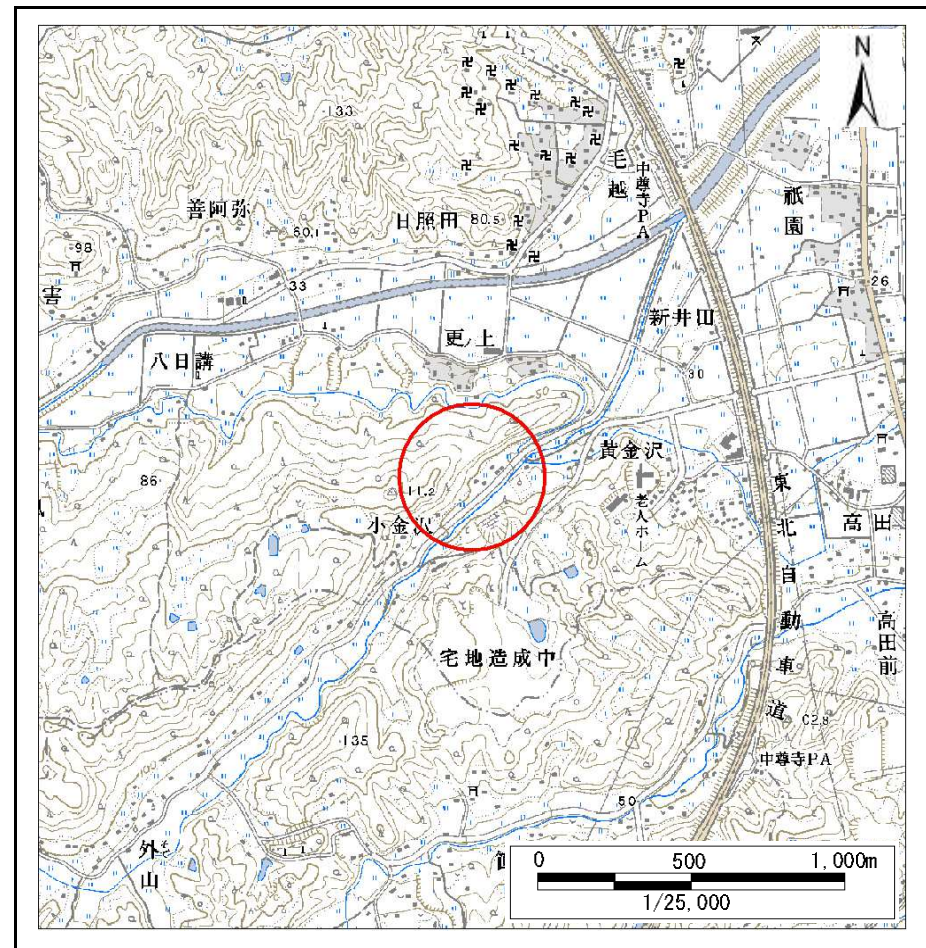 N
133
毛越
中尊寺PA
祇園
善阿弥
日照田
80.5
60.1
98
害
33
26
新井田
更ノ上
八日講
30
50
黄金沢
86
老人ホーム
東北自動車道
小金沢
高田
高田前
宅地造成中
135
中尊寺PA
50
外山
0
500
1,000m
1/25,000